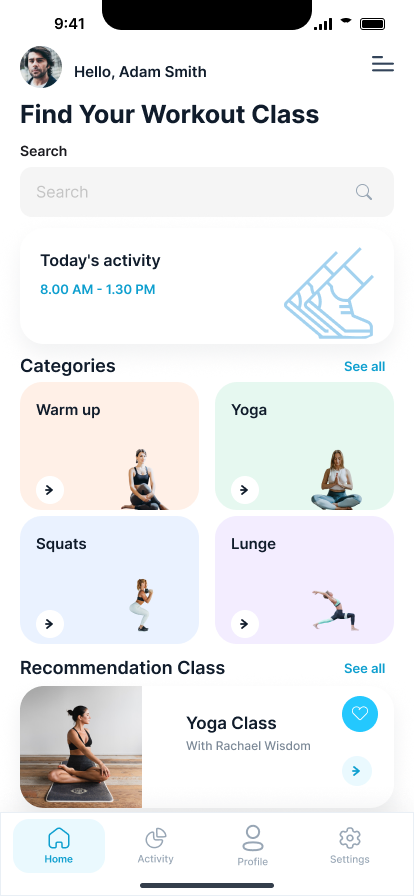 9:41
Hello, Adam Smith
Find Your Workout Class
Search
Search
Today's activity
8.00 AM - 1.30 PM
Categories
See all
Warm up
Yoga
Squats
Lunge
Recommendation Class
See all
Yoga Class
With Rachael Wisdom
Home
Activity
Profile
Settings